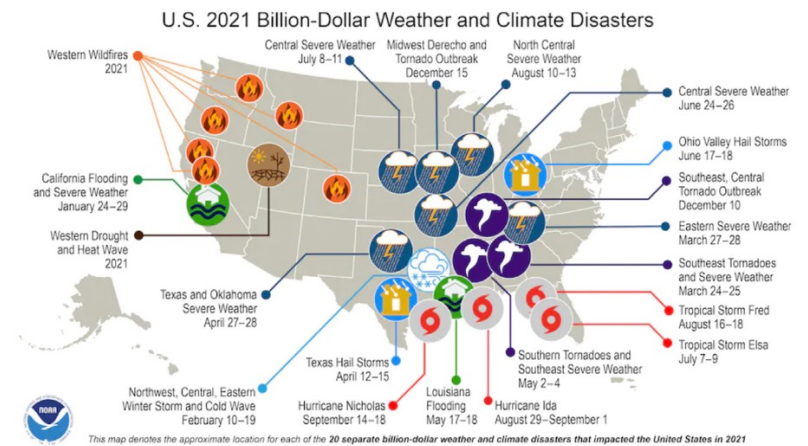 U.S. 2021 Billion-Dollar Weather and Climate Disasters
Western Wildfires
2021
Central Severe Weather
July 8–11
Midwest Derecho and
Tornado Outbreak
December 15
North Central
Severe Weather
August 10–13
Central Severe Weather
June 24–26
Ohio Valley Hail Storms
June 17–18
California Flooding
and Severe Weather
January 24–29
Southeast, Central
Tornado Outbreak
December 10
Eastern Severe Weather
March 27–28
Western Drought
and Heat Wave
2021
Southeast Tornadoes
and Severe Weather
March 24–25
Texas and Oklahoma
Severe Weather
April 27–28
Tropical Storm Fred
August 16–18
Tropical Storm Elsa
July 7–9
Texas Hail Storms
April 12–15
Southern Tornadoes and
Southeast Severe Weather
May 2–4
Northwest, Central, Eastern
Winter Storm and Cold Wave
February 10–19
Hurricane Nicholas
September 14–18
Louisiana
Flooding
May 17–18
Hurricane Ida
August 29–September 1
NOAA
This map denotes the approximate location for each of the 20 separate billion-dollar weather and climate disasters that impacted the United States in 2021